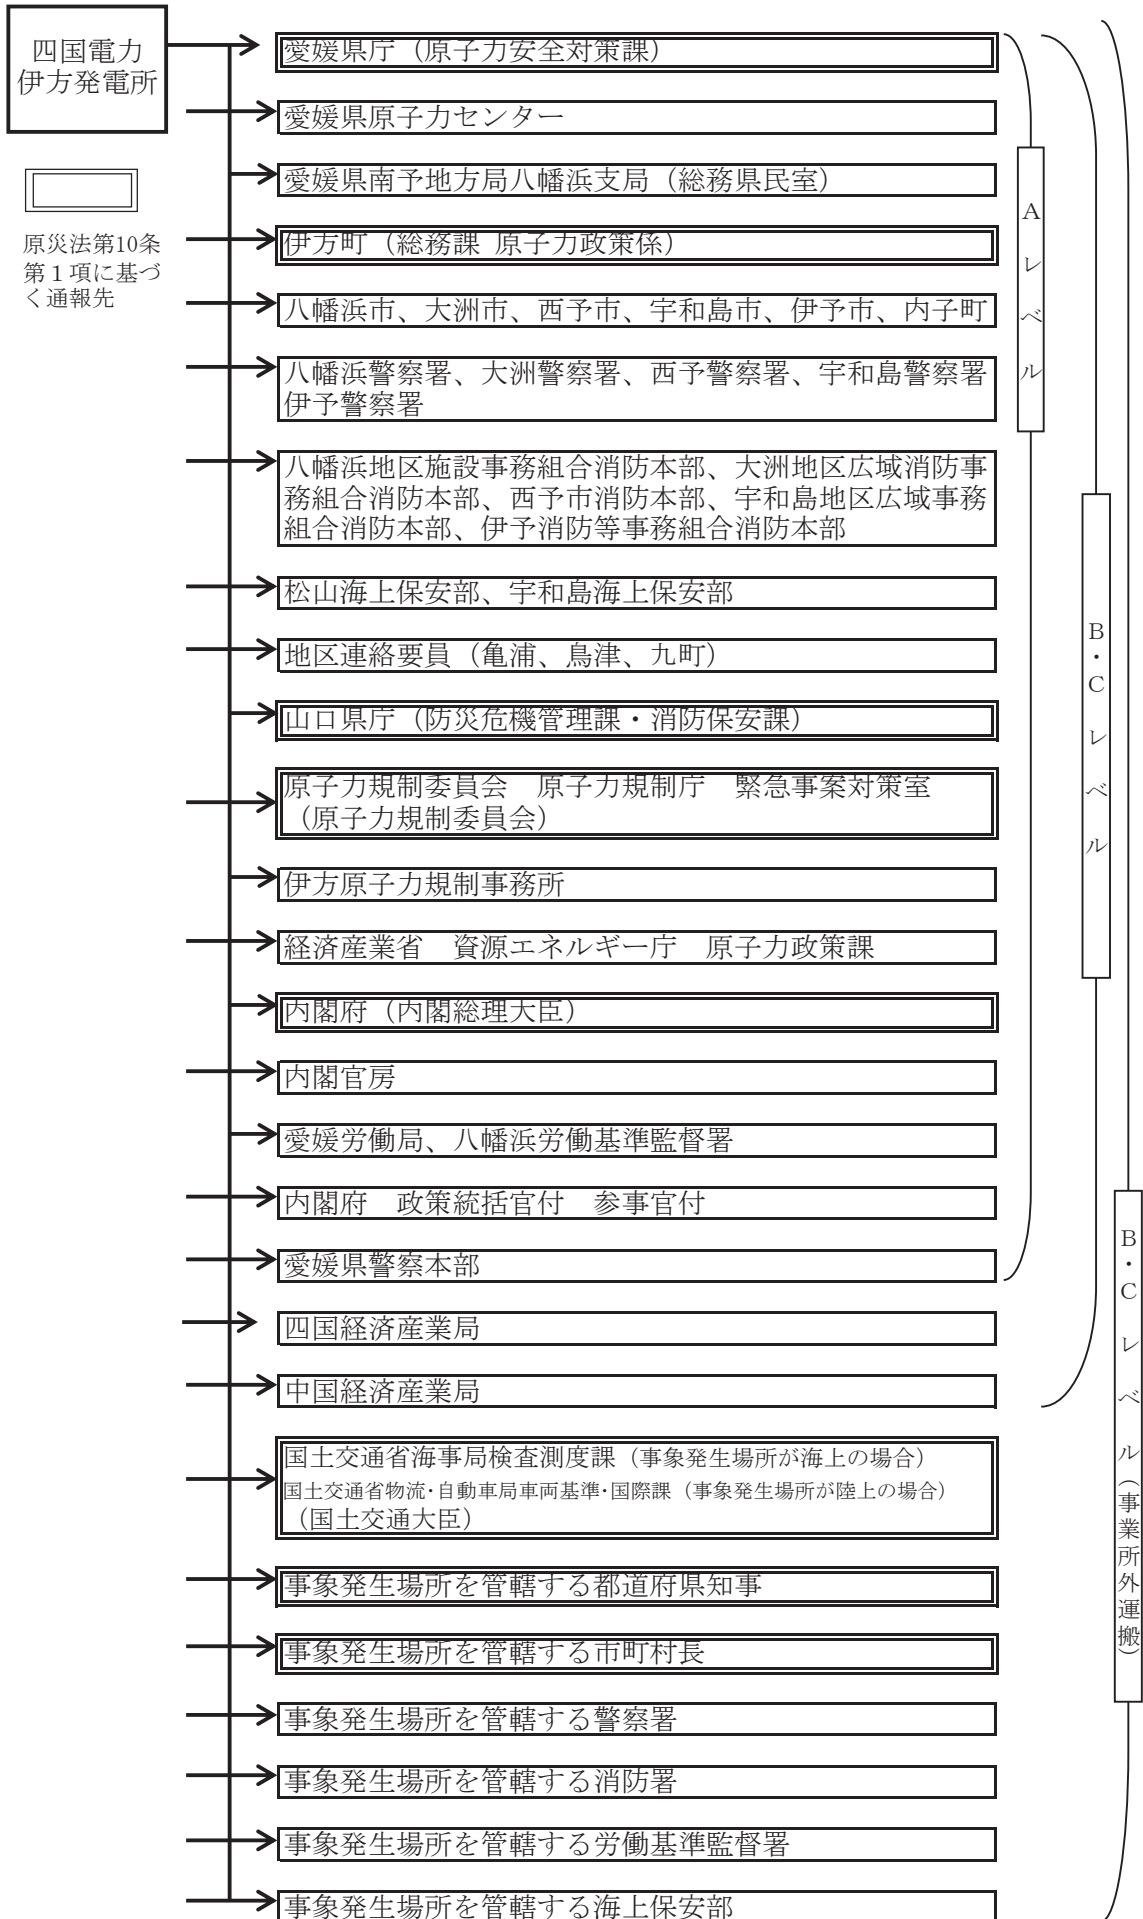 四国電力
伊方発電所
原災法第10条
第１項に基づ
く通報先
愛媛県庁（原子力安全対策課）
愛媛県原子力センター
愛媛県南予地方局八幡浜支局（総務県民室）
伊方町（総務課 原子力政策係）
八幡浜市、大洲市、西予市、宇和島市、伊予市、内子町
八幡浜警察署、大洲警察署、西予警察署、宇和島警察署
伊予警察署
八幡浜地区施設事務組合消防本部、大洲地区広域消防事
務組合消防本部、西予市消防本部、宇和島地区広域事務
組合消防本部、伊予消防等事務組合消防本部
松山海上保安部、宇和島海上保安部
地区連絡要員（亀浦、鳥津、九町）
山口県庁（防災危機管理課・消防保安課）
原子力規制委員会　原子力規制庁　緊急事案対策室
（原子力規制委員会）
伊方原子力規制事務所
経済産業省　資源エネルギー庁　原子力政策課
内閣府（内閣総理大臣）
内閣官房
愛媛労働局、八幡浜労働基準監督署
内閣府　政策統括官付　参事官付
愛媛県警察本部
四国経済産業局
中国経済産業局
国土交通省海事局検査測度課（事象発生場所が海上の場合）
国土交通省物流・自動車局車両基準・国際課（事象発生場所が陸上の場合）
（国土交通大臣）
事象発生場所を管轄する都道府県知事
事象発生場所を管轄する市町村長
事象発生場所を管轄する警察署
事象発生場所を管轄する消防署
事象発生場所を管轄する労働基準監督署
事象発生場所を管轄する海上保安部
Ａレベル
Ｂ・Ｃレベル
Ｂ・Ｃレベル（事業所外運搬）